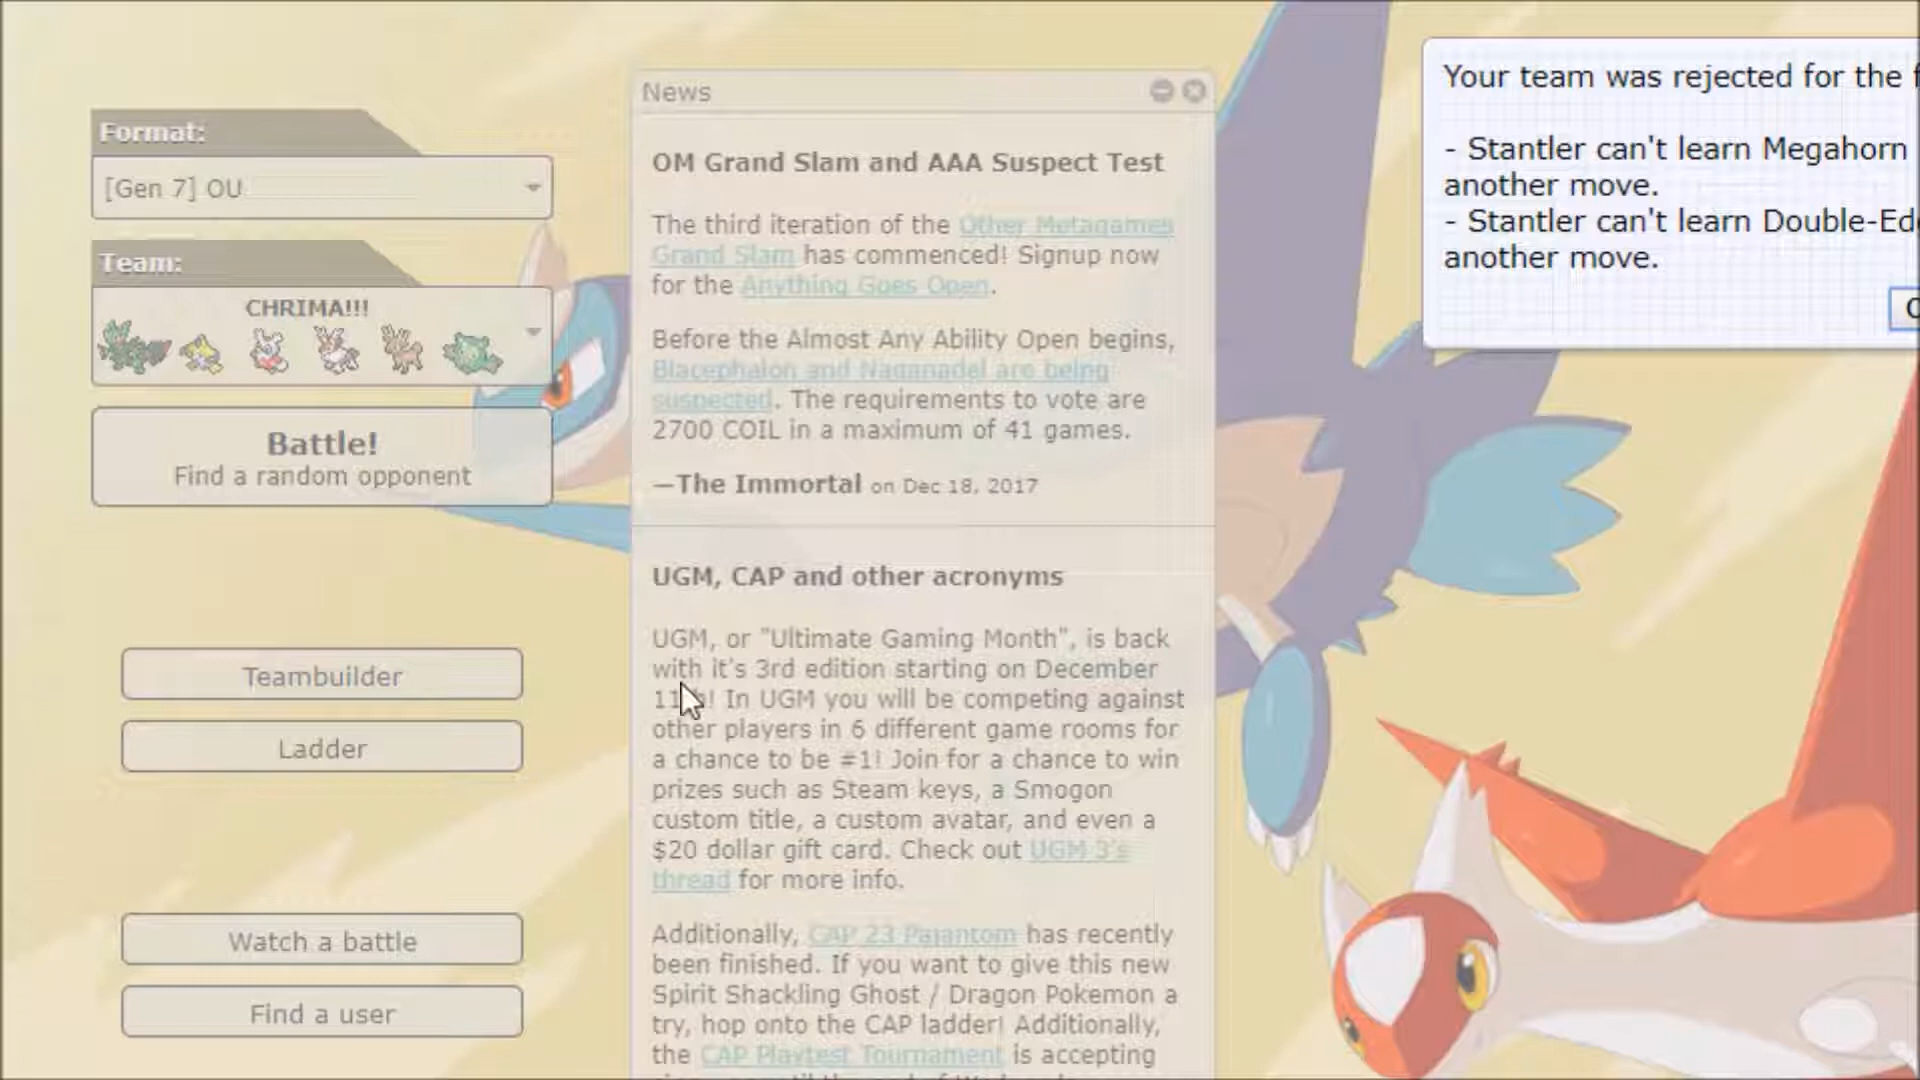 Format:
[Gen 7] OU
Team:
CHRIMA!!!
Battle!
Find a random opponent
Teambuilder
Ladder
Watch a battle
Find a user
News
OM Grand Slam and AAA Suspect Test
The third iteration of the Other Metagames
Grand Slam has commenced! Signup now
for the Anything Goes Open.
Before the Almost Any Ability Open begins,
Blacephalon and Naganadel are being
suspected. The requirements to vote are
2700 COIL in a maximum of 41 games.
—The Immortal on Dec 18, 2017
UGM, CAP and other acronyms
UGM, or "Ultimate Gaming Month", is back
with it's 3rd edition starting on December
! In UGM you will be competing against
other players in 6 different game rooms for
a chance to be #1! Join for a chance to win
prizes such as Steam keys, a Smogon
custom title, a custom avatar, and even a
$20 dollar gift card. Check out UGM 3's
thread for more info.
Additionally, CAP 23 Pajantom has recently
been finished. If you want to give this new
Spirit Shackling Ghost / Dragon Pokemon a
try, hop onto the CAP ladder! Additionally,
the CAP Playtest Tournament is accepting
Your team was rejected for the f
- Stantler can't learn Megahorn
another move.
- Stantler can't learn Double-Ed
another move.